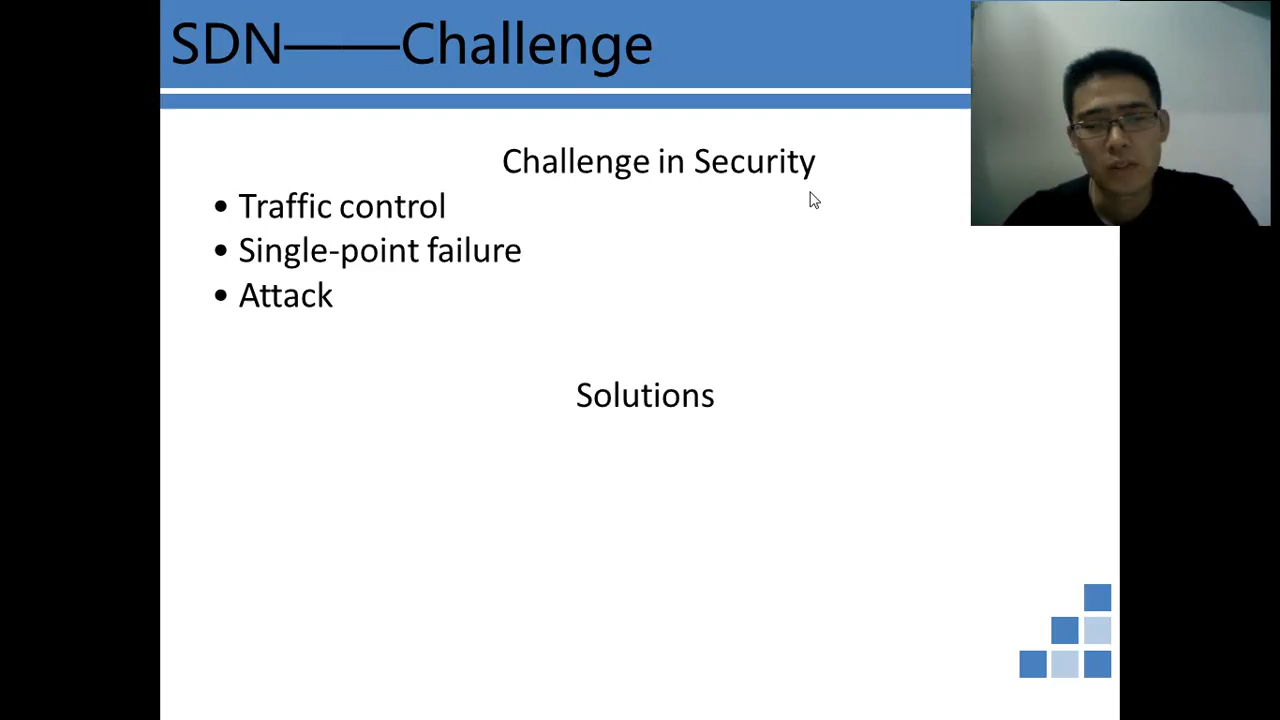 SDN——Challenge
Challenge in Security
• Traffic control
• Single-point failure
• Attack
Solutions